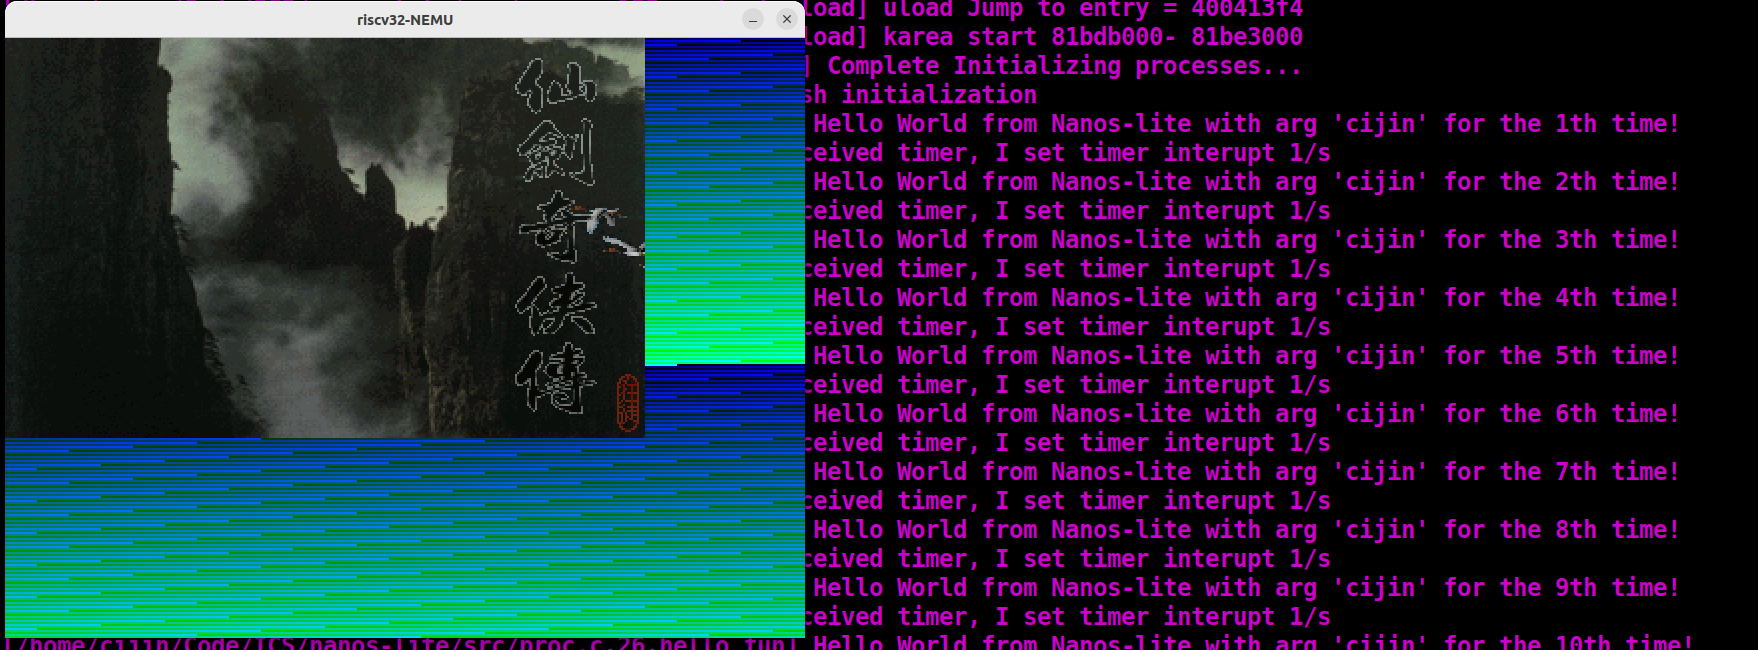 riscv32-NEMU
仙
劍
奇
俠
傳
load] uload Jump to entry = 400413f4
load] karea start 81bdb000- 81be3000
] Complete Initializing processes...
sh initialization
Hello World from Nanos-lite with arg 'cijin' for the 1th time!
ceived timer, I set timer interupt 1/s
Hello World from Nanos-lite with arg 'cijin' for the 2th time!
ceived timer, I set timer interupt 1/s
Hello World from Nanos-lite with arg 'cijin' for the 3th time!
ceived timer, I set timer interupt 1/s
Hello World from Nanos-lite with arg 'cijin' for the 4th time!
ceived timer, I set timer interupt 1/s
Hello World from Nanos-lite with arg 'cijin' for the 5th time!
ceived timer, I set timer interupt 1/s
Hello World from Nanos-lite with arg 'cijin' for the 6th time!
ceived timer, I set timer interupt 1/s
Hello World from Nanos-lite with arg 'cijin' for the 7th time!
ceived timer, I set timer interupt 1/s
Hello World from Nanos-lite with arg 'cijin' for the 8th time!
ceived timer, I set timer interupt 1/s
Hello World from Nanos-lite with arg 'cijin' for the 9th time!
ceived timer, I set timer interupt 1/s
[/home/cijin/Code/ICS/nanos-lite/src/proc.c,26,hello_fun] Hello World from Nanos-lite with arg 'cijin' for the 10th time!